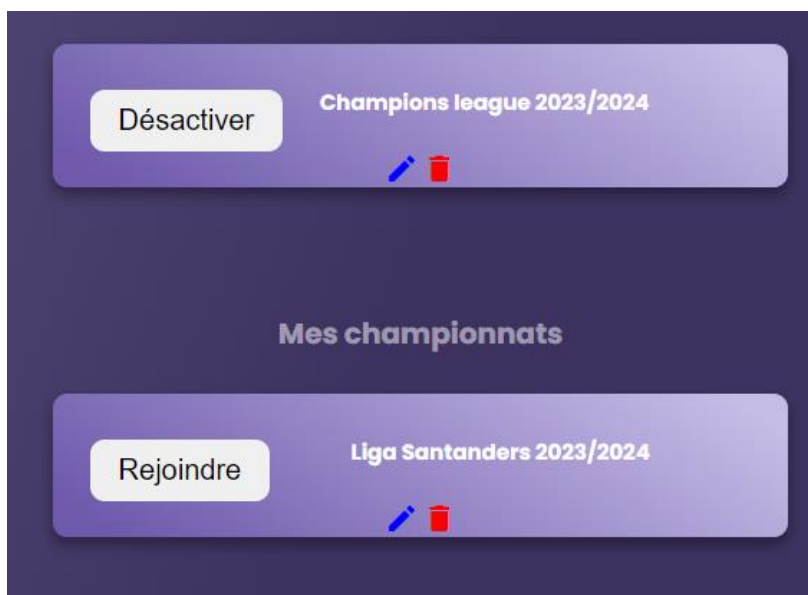 Désactiver
Champions league 2023/2024
Mes championnats
Rejoindre
Liga Santanders 2023/2024